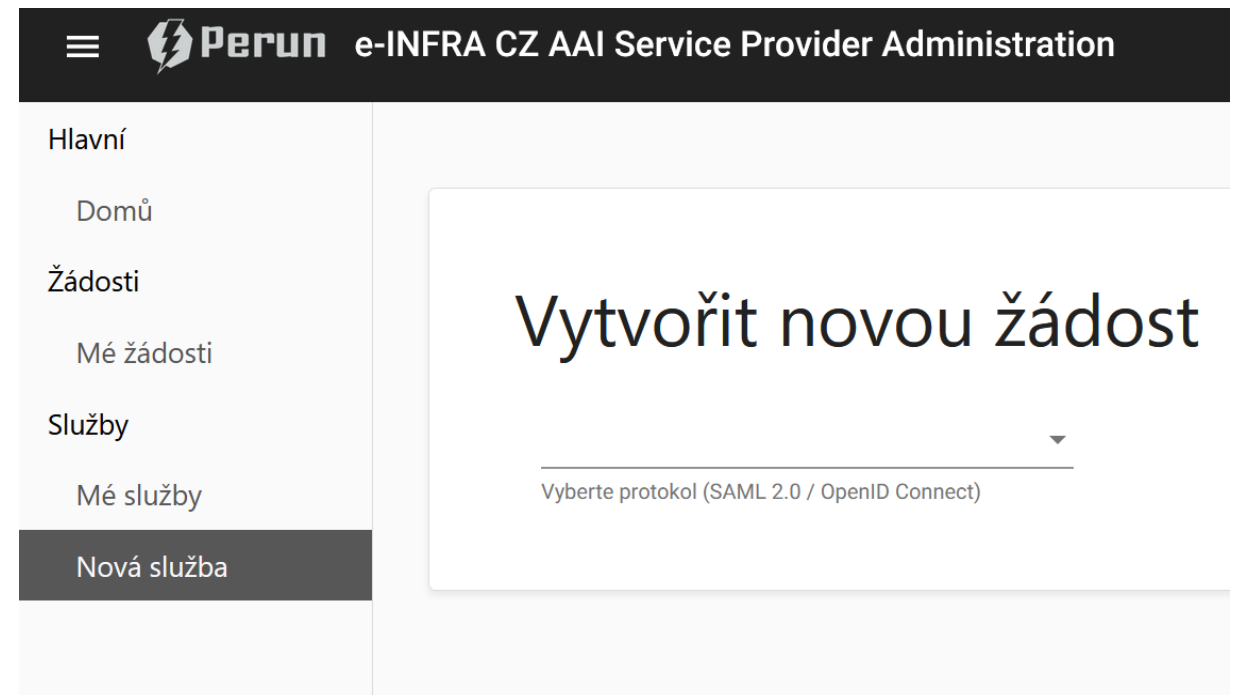 Perun e-INFRA CZ AAI Service Provider Administration
Hlavní
Domů
Žádosti
Mé žádosti
Služby
Mé služby
Nová služba
Vytvořit novou žádost
Vyberte protokol (SAML 2.0 / OpenID Connect)